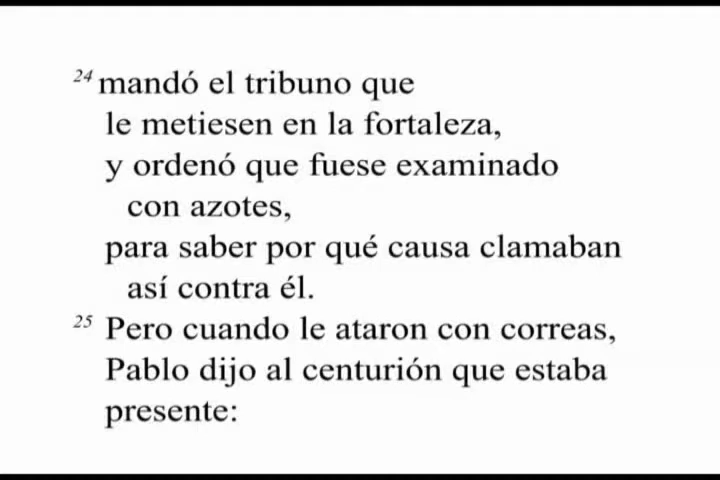 24 mandó el tribuno que
le metiesen en la fortaleza,
y ordenó que fuese examinado
con azotes,
para saber por qué causa clamaban
así contra él.
25 Pero cuando le ataron con correas,
Pablo dijo al centurión que estaba
presente: